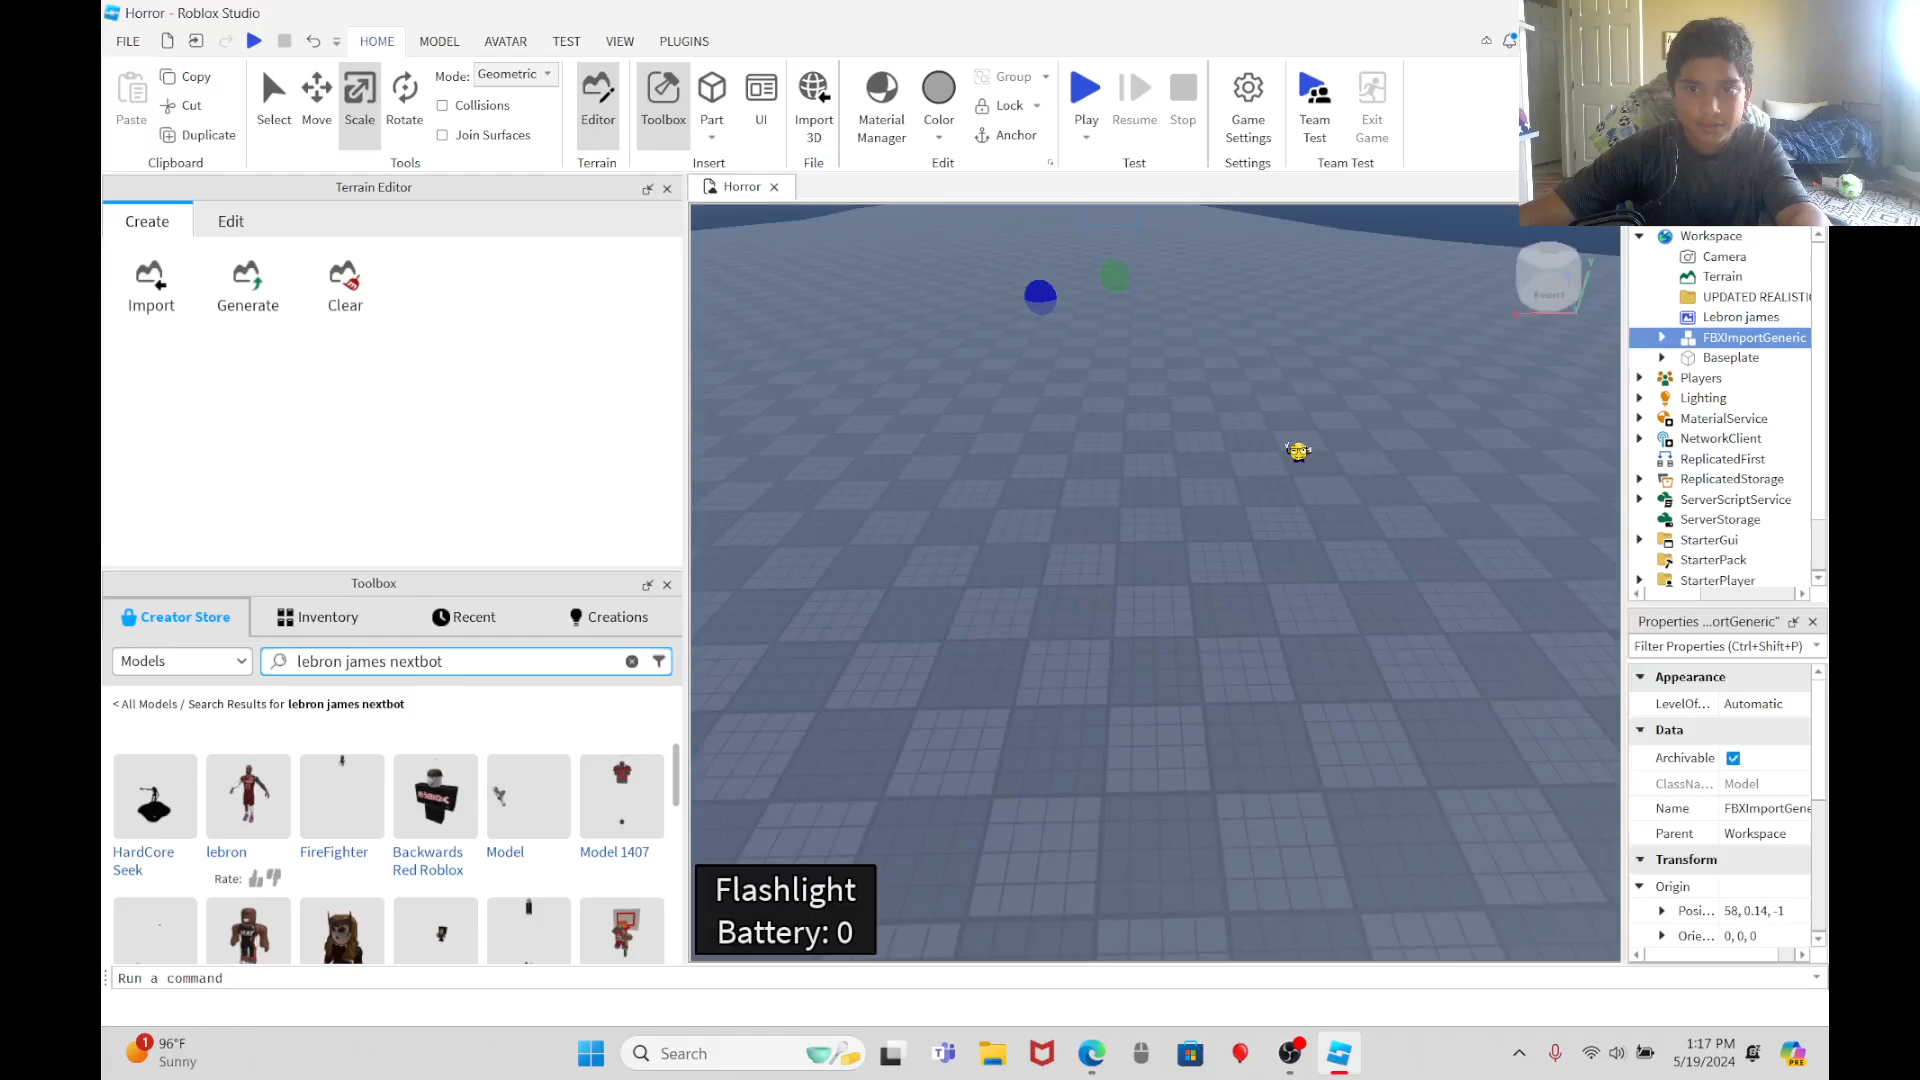 Horror - Roblox Studio
FILE HOME MODEL AVATAR TEST VIEW PLUGINS
Paste
Copy
Cut
Duplicate
Clipboard
Select Move Scale Rotate
Mode: Geometric
Collisions
Join Surfaces
Tools
Editor
Terrain
Toolbox Part UI
Insert
Import
3D
File
Material
Manager
Color
Group
Lock
Anchor
Edit
Play Resume Stop
Test
Game
Settings
Settings
Team
Test
Exit
Game
Team Test
Terrain Editor
Create Edit
Import Generate Clear
Toolbox
Creator Store Inventory Recent Creations
Models lebron james nextbot
< All Models / Search Results for lebron james nextbot
HardCore
Seek
lebron
Rate:
FireFighter
Backwards
Red Roblox
Model
Model 1407
Run a command
Horror
Flashlight
Battery: 0
Workspace
Camera
Terrain
UPDATED REALISTI
Lebron james
FBXImportGeneric
Baseplate
Players
Lighting
MaterialService
NetworkClient
ReplicatedFirst
ReplicatedStorage
ServerScriptService
ServerStorage
StarterGui
StarterPack
StarterPlayer
Properties ...ortGeneric"
Filter Properties (Ctrl+Shift+P)
Appearance
LevelOf... Automatic
Data
Archivable
ClassNa... Model
Name FBXImportGene
Parent Workspace
Transform
Origin
Posi... 58, 0.14, -1
Orie... 0, 0, 0
1
96°F
Sunny
Search
1:17 PM
5/19/2024
PRE